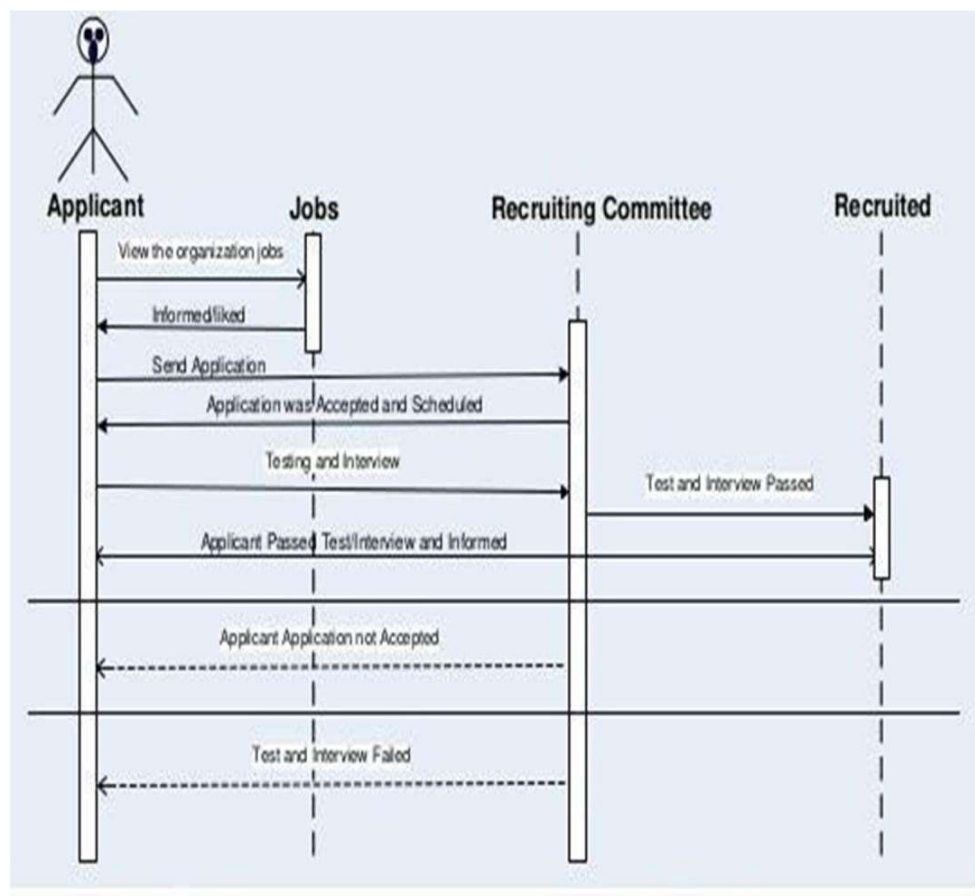 Applicant
Jobs
Recruiting Committee
Recruited
View the organization jobs
Informed/liked
Send Application
Application was Accepted and Scheduled
Testing and Interview
Test and Interview Passed
Applicant Passed Test/Interview and Informed
Applicant Application not Accepted
Test and Interview Failed